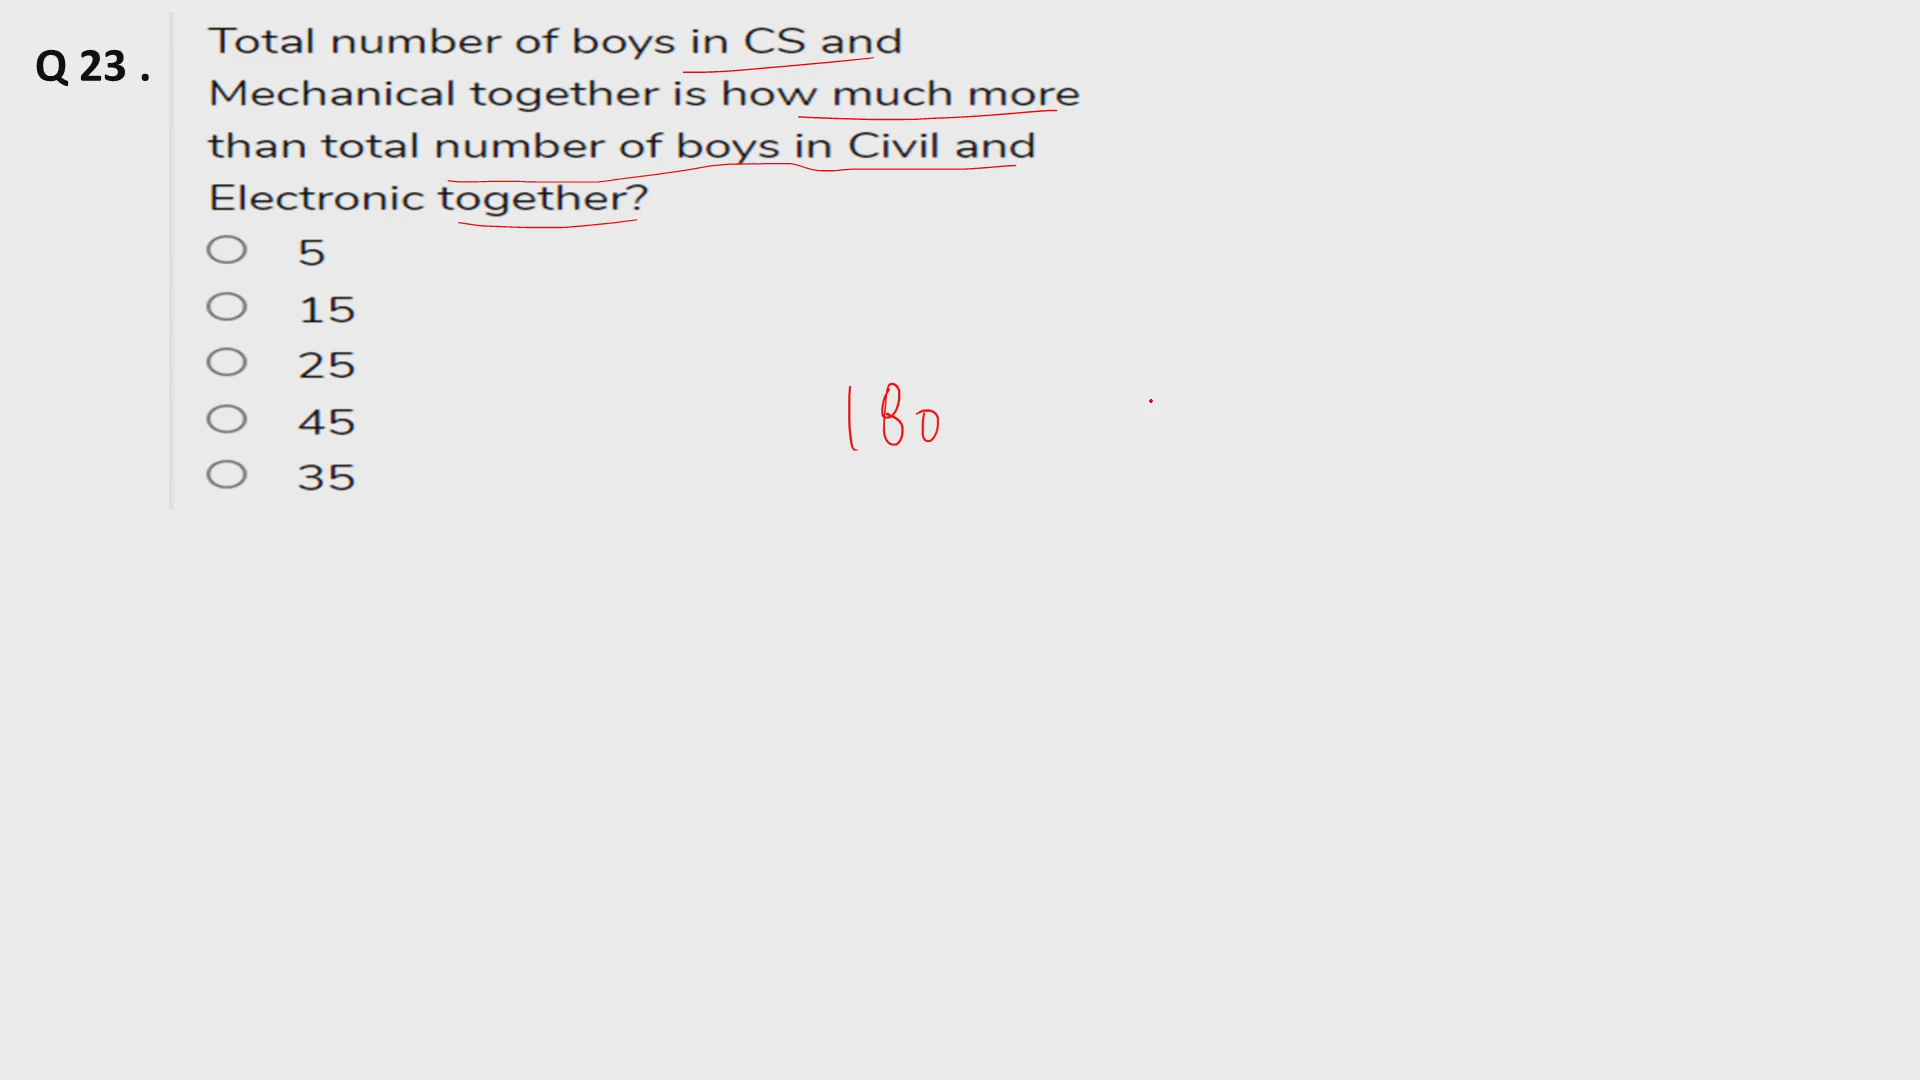 Q 23 .
Total number of boys in CS and
Mechanical together is how much more
than total number of boys in Civil and
Electronic together?
5
15
25
45
35
180